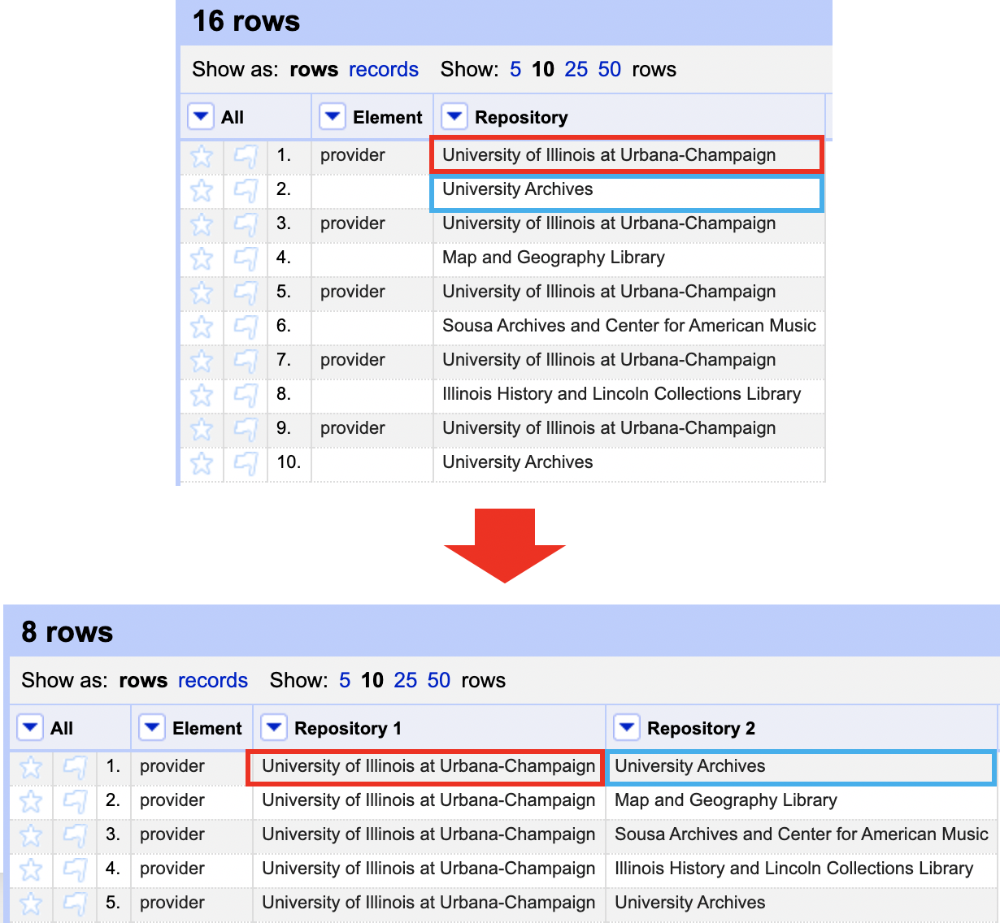 16 rows
Show as: rows records Show: 5 10 25 50 rows
All Element Repository
1. provider University of Illinois at Urbana-Champaign
2. University Archives
3. provider University of Illinois at Urbana-Champaign
4. Map and Geography Library
5. provider University of Illinois at Urbana-Champaign
6. Sousa Archives and Center for American Music
7. provider University of Illinois at Urbana-Champaign
8. Illinois History and Lincoln Collections Library
9. provider University of Illinois at Urbana-Champaign
10. University Archives
8 rows
Show as: rows records Show: 5 10 25 50 rows
All Element Repository 1 Repository 2
1. provider University of Illinois at Urbana-Champaign University Archives
2. provider University of Illinois at Urbana-Champaign Map and Geography Library
3. provider University of Illinois at Urbana-Champaign Sousa Archives and Center for American Music
4. provider University of Illinois at Urbana-Champaign Illinois History and Lincoln Collections Library
5. provider University of Illinois at Urbana-Champaign University Archives